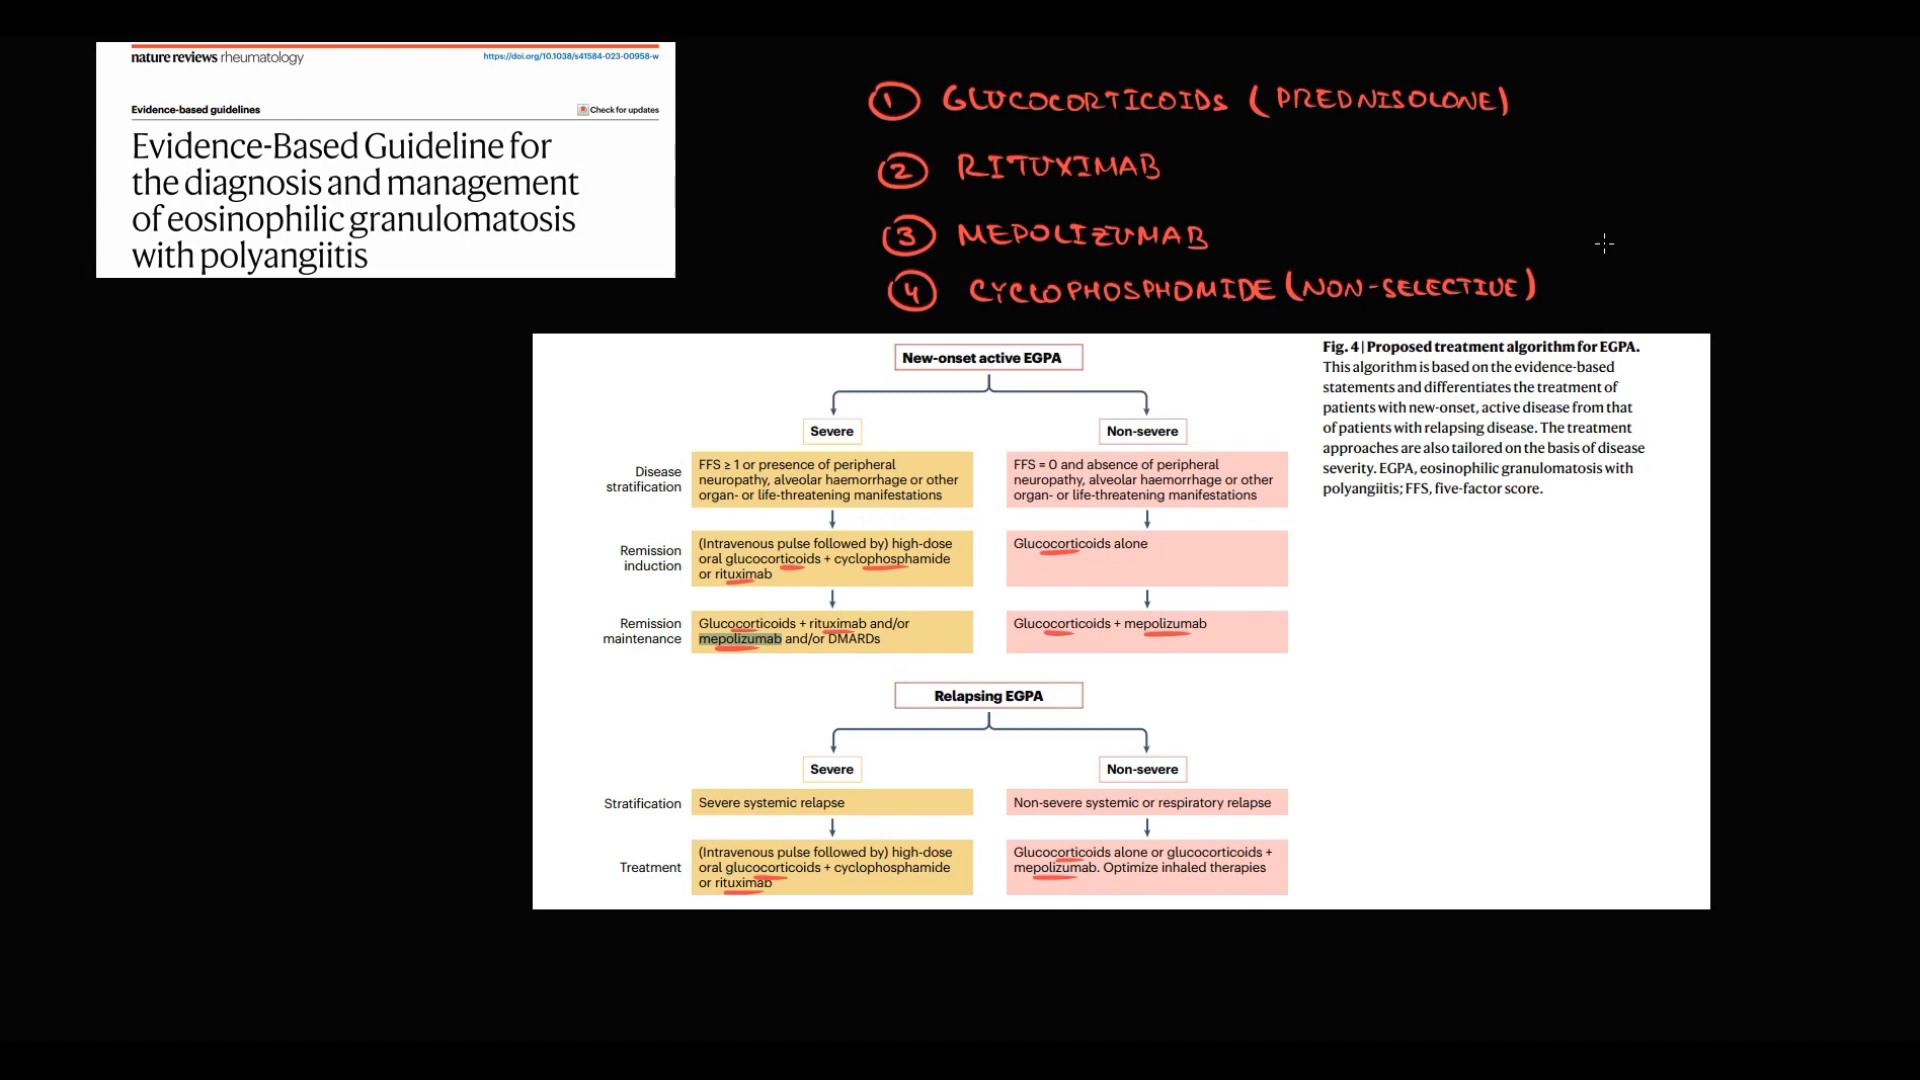 nature reviews rheumatology
https://doi.org/10.1038/s41584-023-00958-w
Evidence-based guidelines
Check for updates
Evidence-Based Guideline for
the diagnosis and management
of eosinophilic granulomatosis
with polyangiitis
1 GLUCOCORTICOIDS (PREDNISOLONE)
2 RITUXIMAB
3 MEPOLIZUMAB
4 CYCLOPHOSPHOMIDE (NON-SELECTIVE)
New-onset active EGPA
Severe
Non-severe
Disease
stratification
FFS ≥ 1 or presence of peripheral
neuropathy, alveolar haemorrhage or other
organ- or life-threatening manifestations
FFS = 0 and absence of peripheral
neuropathy, alveolar haemorrhage or other
organ- or life-threatening manifestations
Remission
induction
(Intravenous pulse followed by) high-dose
oral glucocorticoids + cyclophosphamide
or rituximab
Glucocorticoids alone
Remission
maintenance
Glucocorticoids + rituximab and/or
mepolizumab and/or DMARDs
Glucocorticoids + mepolizumab
Relapsing EGPA
Severe
Non-severe
Stratification
Severe systemic relapse
Non-severe systemic or respiratory relapse
Treatment
(Intravenous pulse followed by) high-dose
oral glucocorticoids + cyclophosphamide
or rituximab
Glucocorticoids alone or glucocorticoids +
mepolizumab. Optimize inhaled therapies
Fig. 4 | Proposed treatment algorithm for EGPA.
This algorithm is based on the evidence-based
statements and differentiates the treatment of
patients with new-onset, active disease from that
of patients with relapsing disease. The treatment
approaches are also tailored on the basis of disease
severity. EGPA, eosinophilic granulomatosis with
polyangiitis; FFS, five-factor score.